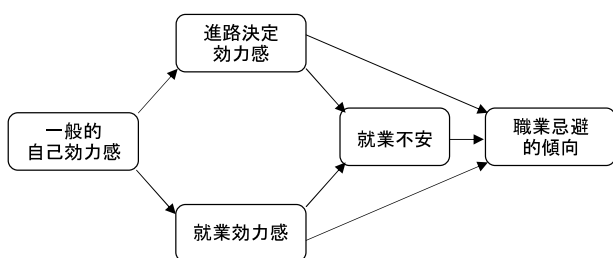 進路決定
効力感
一般的
自己効力感
就業不安
職業忌避
的傾向
就業効力感